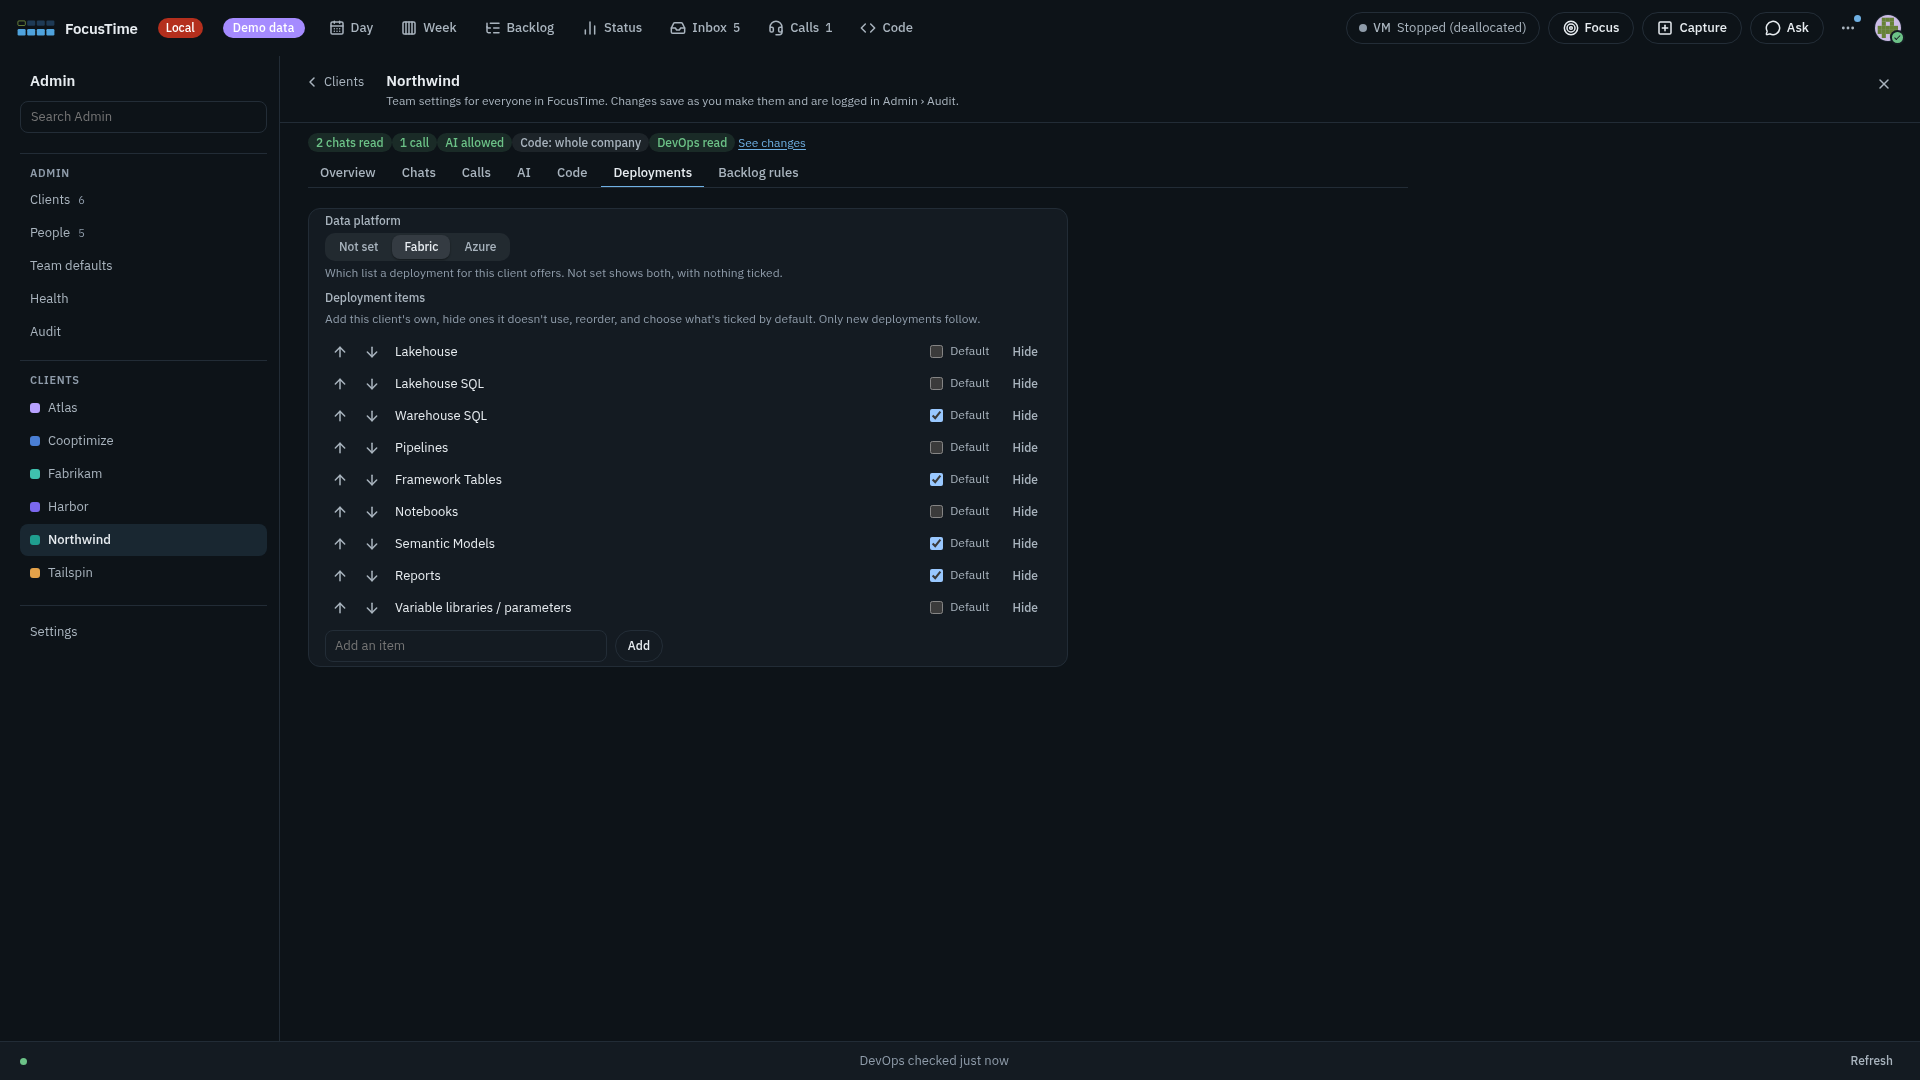 FocusTime Local Demo data Day Week Backlog Status Inbox 5 Calls 1 Code VM Stopped (deallocated) Focus Capture Ask
Admin
Search Admin
ADMIN
Clients 6
People 5
Team defaults
Health
Audit
CLIENTS
Atlas
Cooptimize
Fabrikam
Harbor
Northwind
Tailspin
Settings
Clients Northwind
Team settings for everyone in FocusTime. Changes save as you make them and are logged in Admin › Audit.
2 chats read 1 call AI allowed Code: whole company DevOps read See changes
Overview Chats Calls AI Code Deployments Backlog rules
Data platform
Not set Fabric Azure
Which list a deployment for this client offers. Not set shows both, with nothing ticked.
Deployment items
Add this client's own, hide ones it doesn't use, reorder, and choose what's ticked by default. Only new deployments follow.
Lakehouse Default Hide
Lakehouse SQL Default Hide
Warehouse SQL Default Hide
Pipelines Default Hide
Framework Tables Default Hide
Notebooks Default Hide
Semantic Models Default Hide
Reports Default Hide
Variable libraries / parameters Default Hide
Add an item Add
DevOps checked just now Refresh